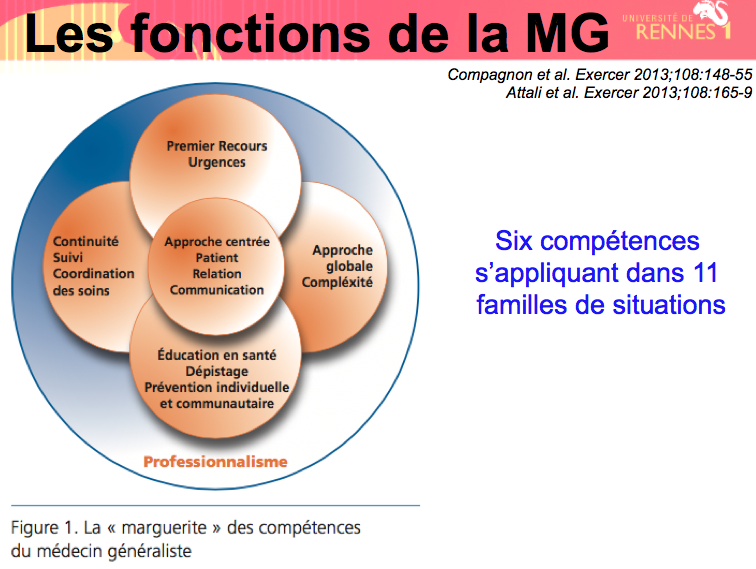 Les fonctions de la MG
UNIVERSITÉ DE
RENNES 1
Compagnon et al. Exercer 2013;108:148-55
Attali et al. Exercer 2013;108:165-9
Premier Recours
Urgences
Continuité
Suivi
Coordination
des soins
Approche centrée
Patient
Relation
Communication
Approche
globale
Compléxité
Éducation en santé
Dépistage
Prévention individuelle
et communautaire
Professionnalisme
Six compétences
s’appliquant dans 11
familles de situations
Figure 1. La « marguerite » des compétences
du médecin généraliste